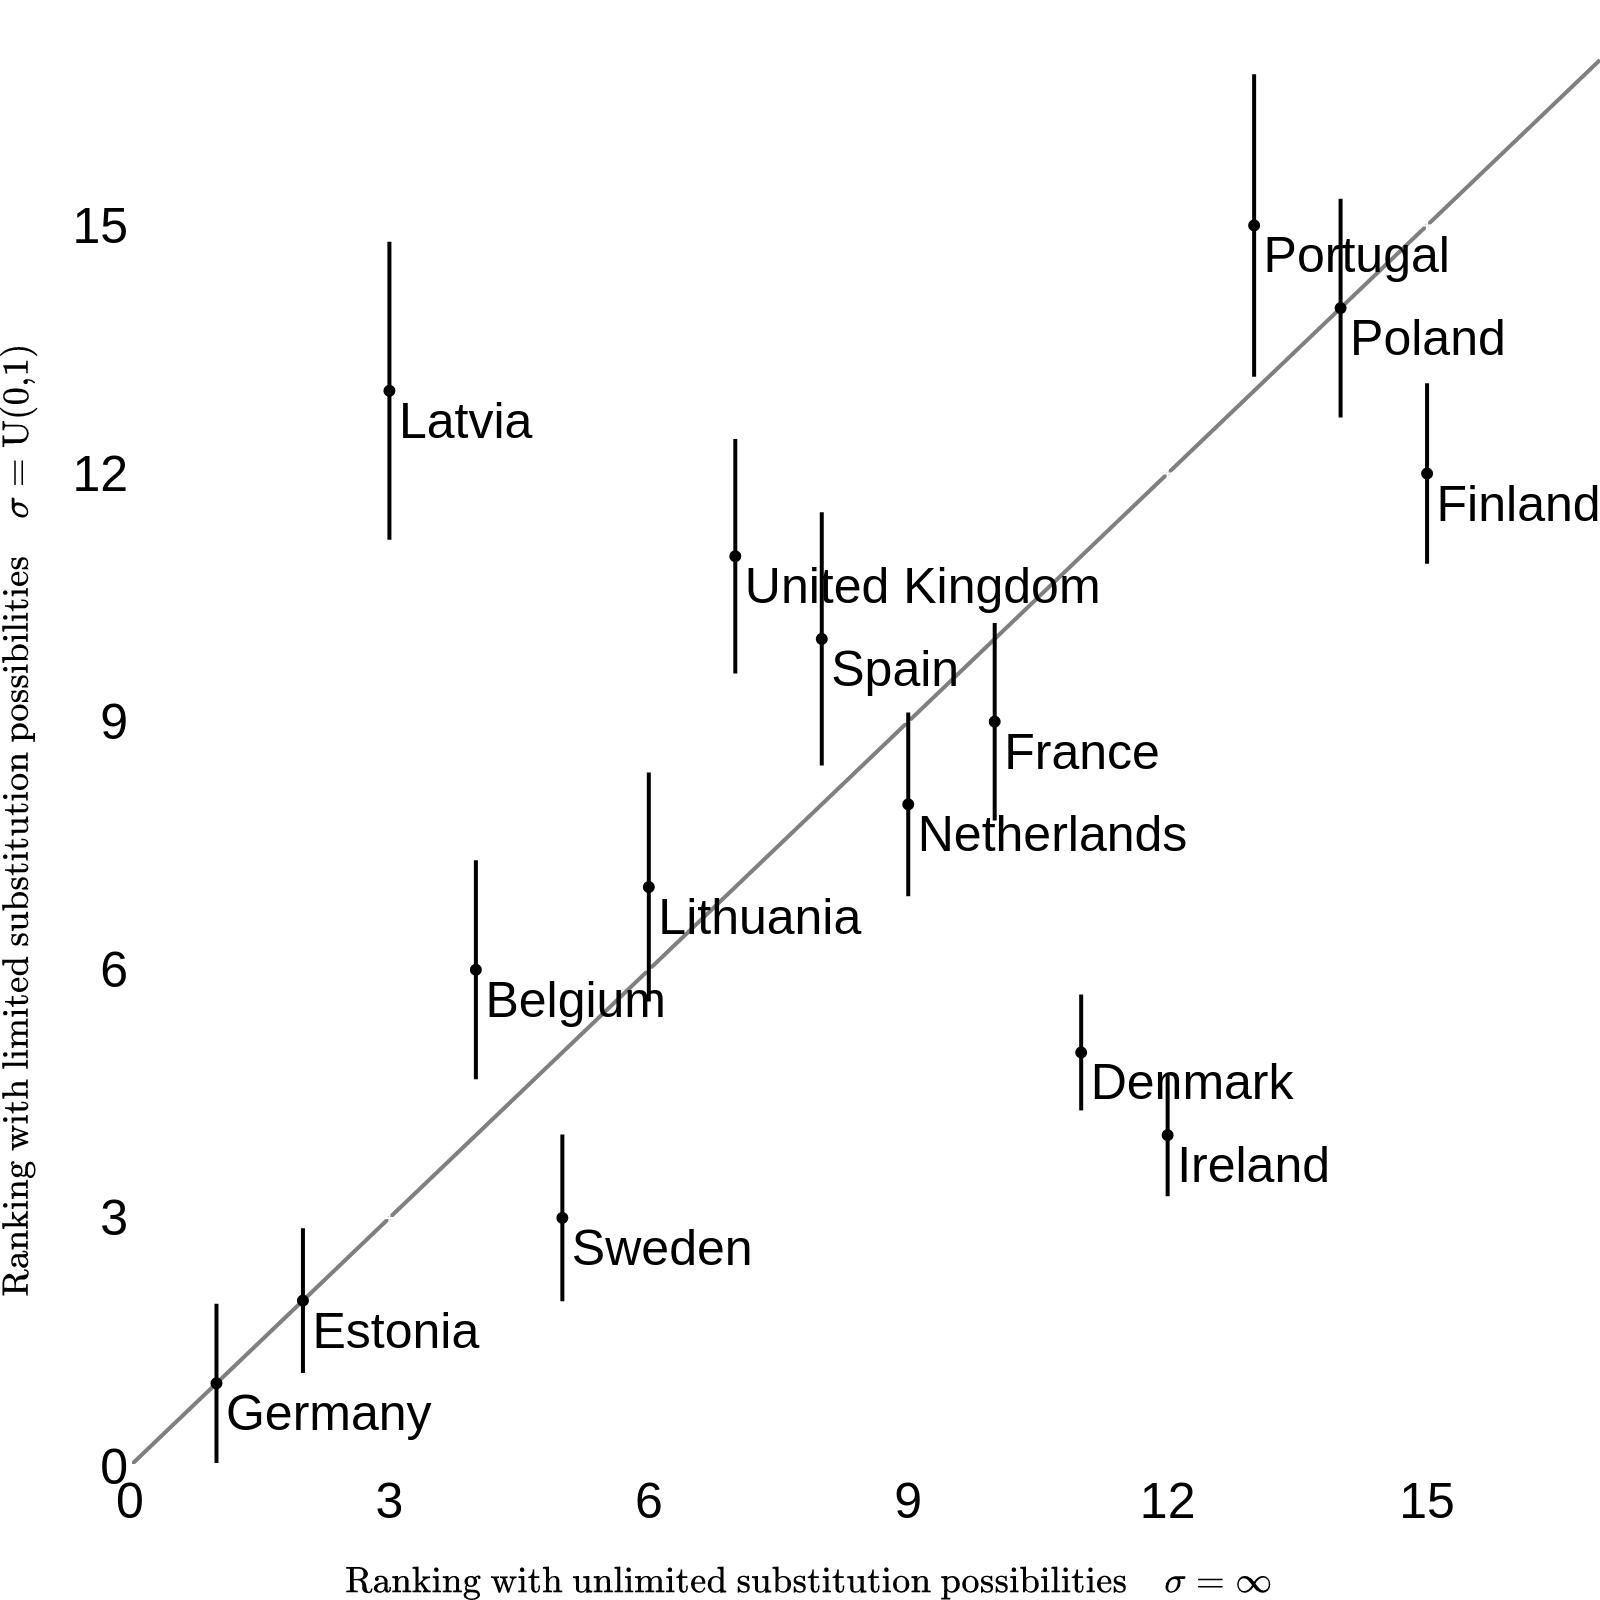 15
Portugal
Poland
Latvia
12
Finland
United Kingdom
Spain
9
France
Netherlands
Lithuania
6
Belgium
Denmark
Ireland
3
Sweden
Estonia
Germany
0
0 3 6 9 12 15
Ranking with limited substitution possibilities σ = U(0,1)
Ranking with unlimited substitution possibilities σ = ∞